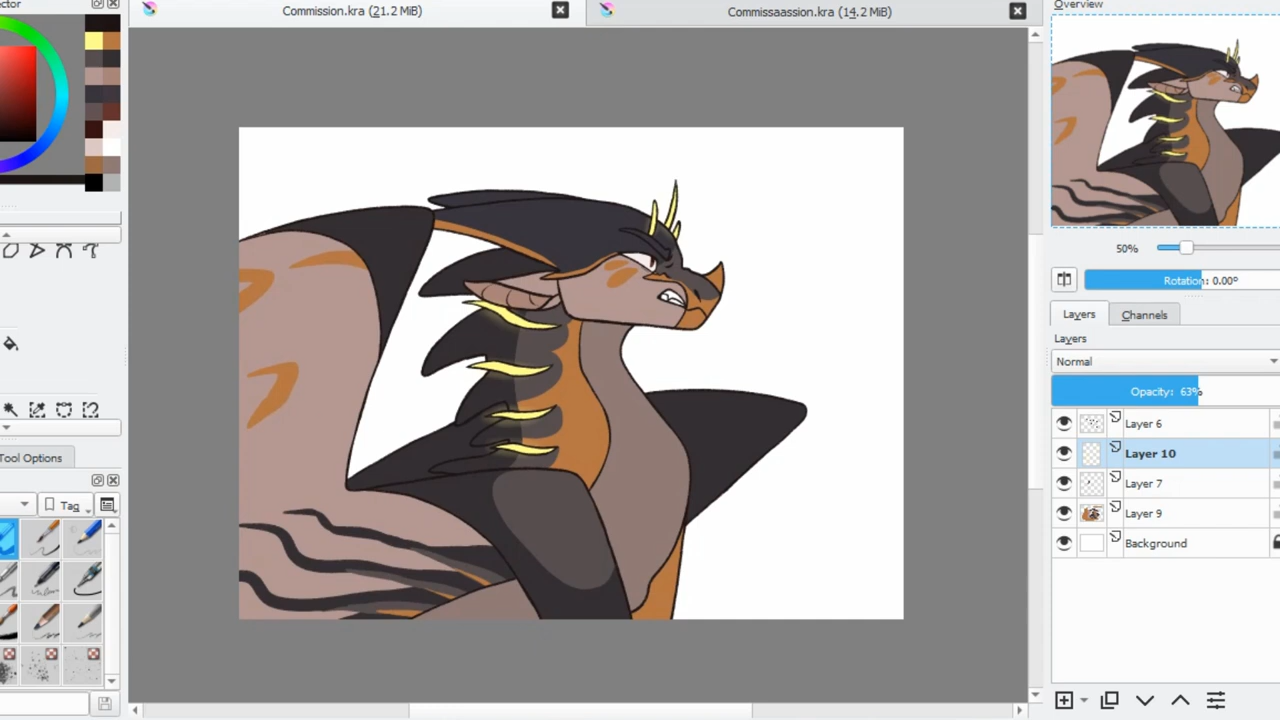 Commission.kra (21.2 MiB)
Commissaassion.kra (14.2 MiB)
Overview
50%
Rotation: 0.00°
Layers
Channels
Layers
Normal
Opacity: 63%
Layer 6
Layer 10
Layer 7
Layer 9
Background
Tool Options
Tag